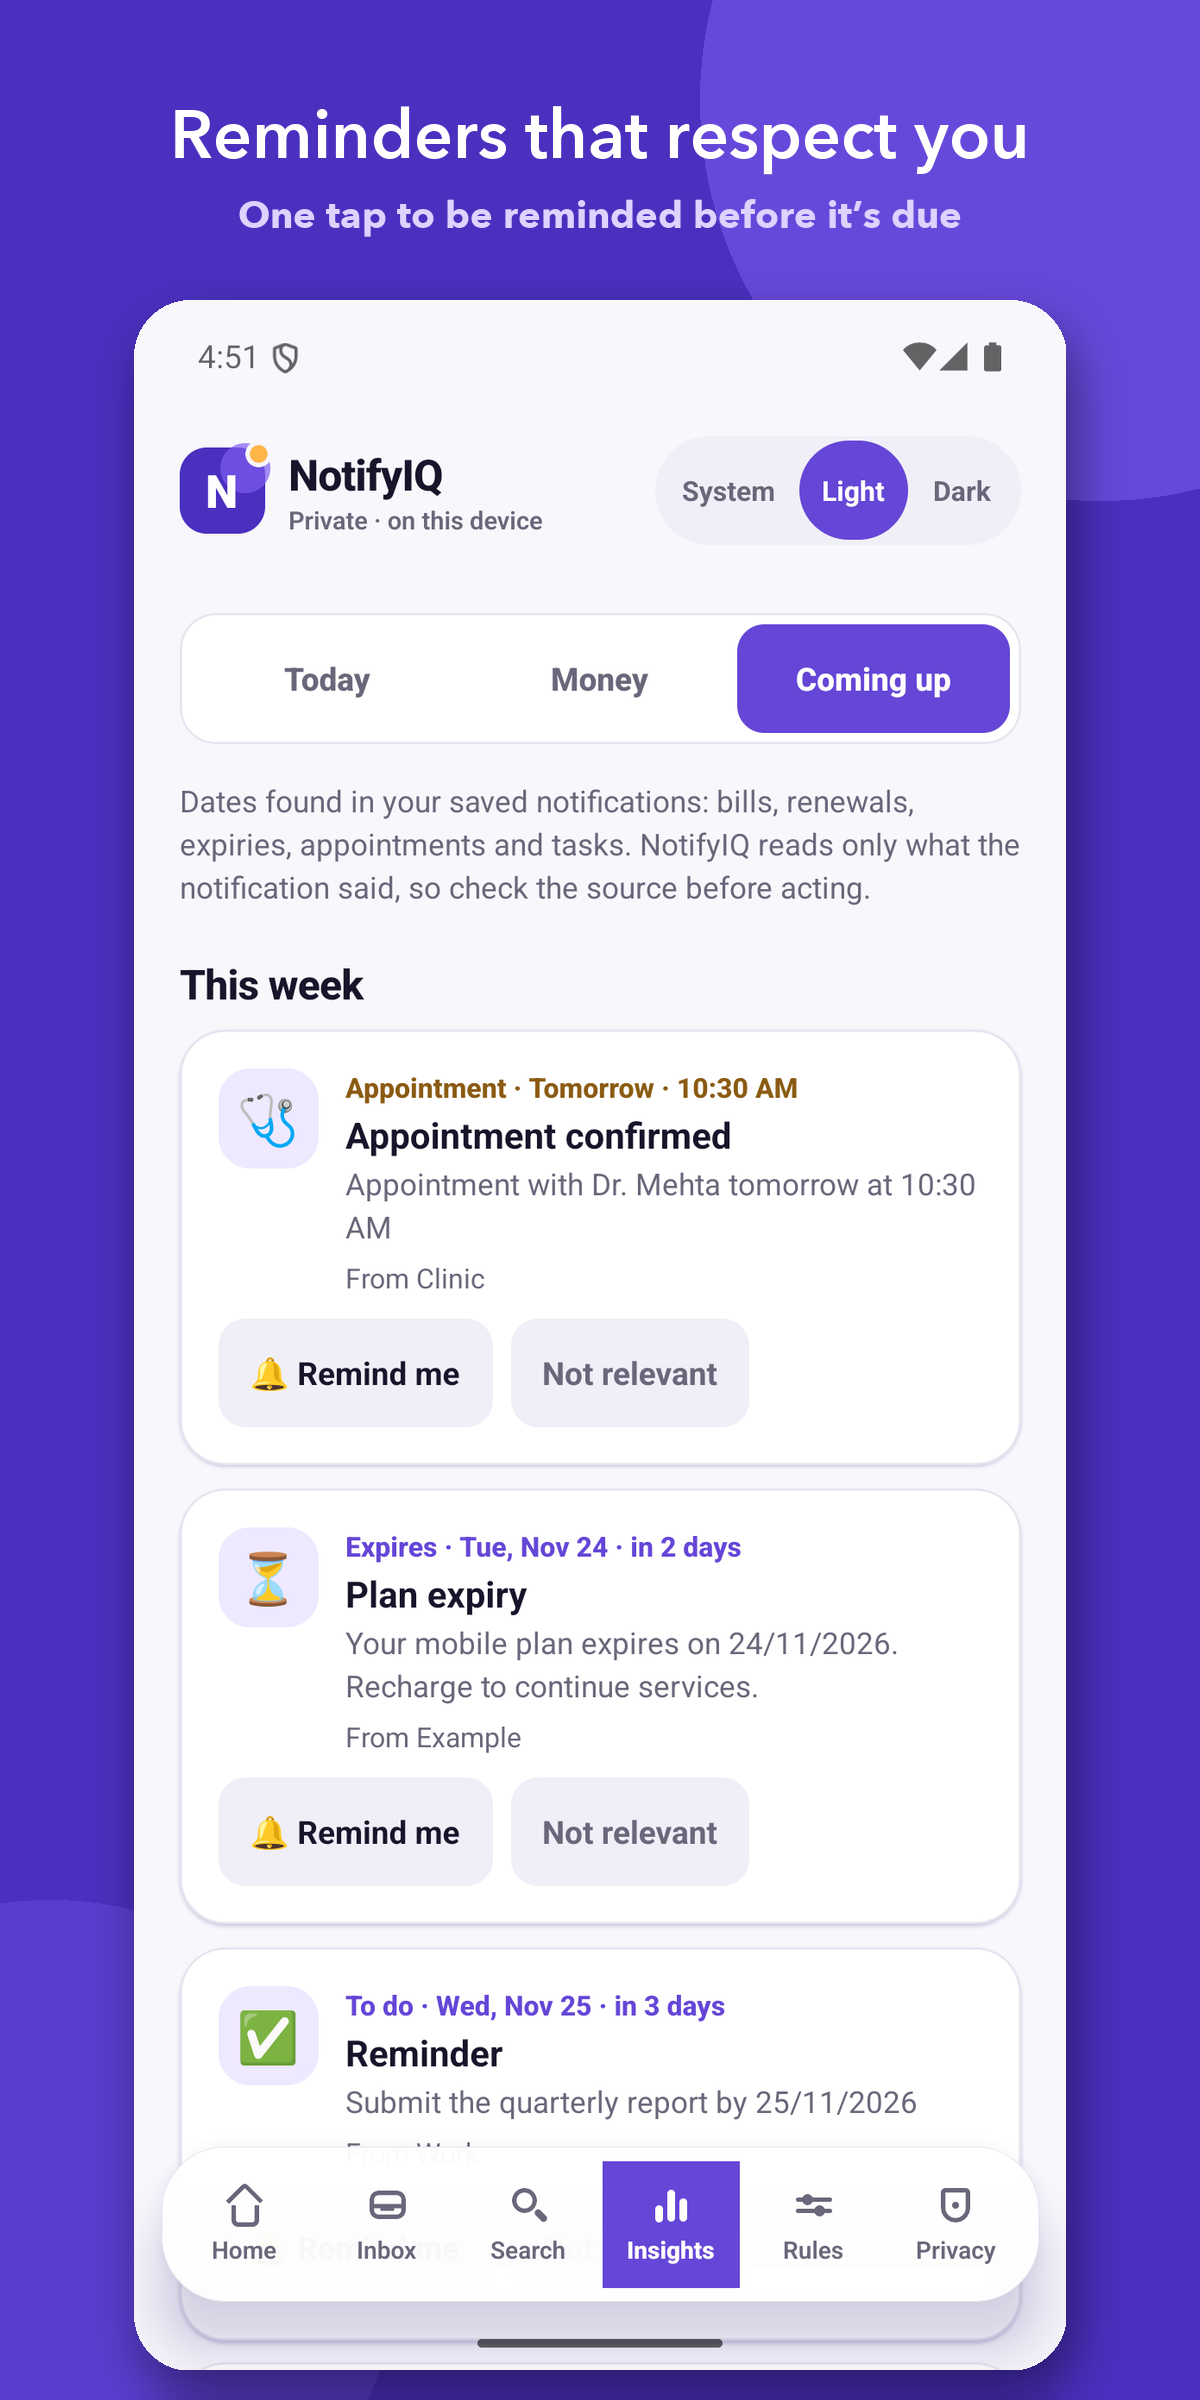 Reminders that respect you
One tap to be reminded before it’s due
4:51
N
NotifyIQ
Private · on this device
System
Light
Dark
Today
Money
Coming up
Dates found in your saved notifications: bills, renewals,
expiries, appointments and tasks. NotifyIQ reads only what the
notification said, so check the source before acting.
This week
Appointment · Tomorrow · 10:30 AM
Appointment confirmed
Appointment with Dr. Mehta tomorrow at 10:30
AM
From Clinic
🔔 Remind me
Not relevant
Expires · Tue, Nov 24 · in 2 days
Plan expiry
Your mobile plan expires on 24/11/2026.
Recharge to continue services.
From Example
🔔 Remind me
Not relevant
To do · Wed, Nov 25 · in 3 days
Reminder
Submit the quarterly report by 25/11/2026
From Work
Home
Inbox
Search
Insights
Rules
Privacy